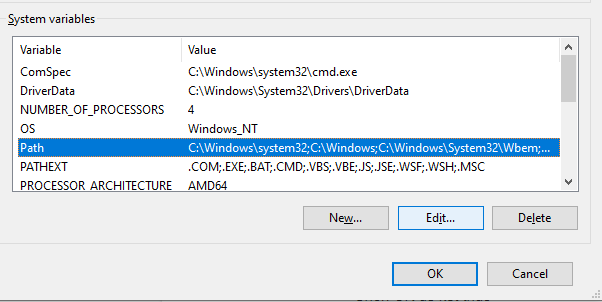 System variables
Variable Value
ComSpec C:\Windows\system32\cmd.exe
DriverData C:\Windows\System32\Drivers\DriverData
NUMBER_OF_PROCESSORS 4
OS Windows_NT
Path C:\Windows\system32;C:\Windows;C:\Windows\System32\Wbem;...
PATHEXT .COM;.EXE;.BAT;.CMD;.VBS;.VBE;.JS;.JSE;.WSF;.WSH;.MSC
PROCESSOR_ARCHITECTURE AMD64
New... Edit... Delete
OK Cancel